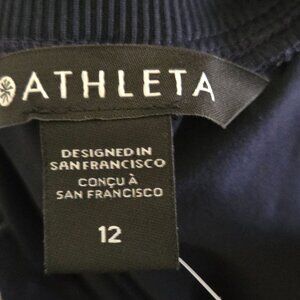 ATHLETA
DESIGNED IN
SAN FRANCISCO
CONÇU À
SAN FRANCISCO
12